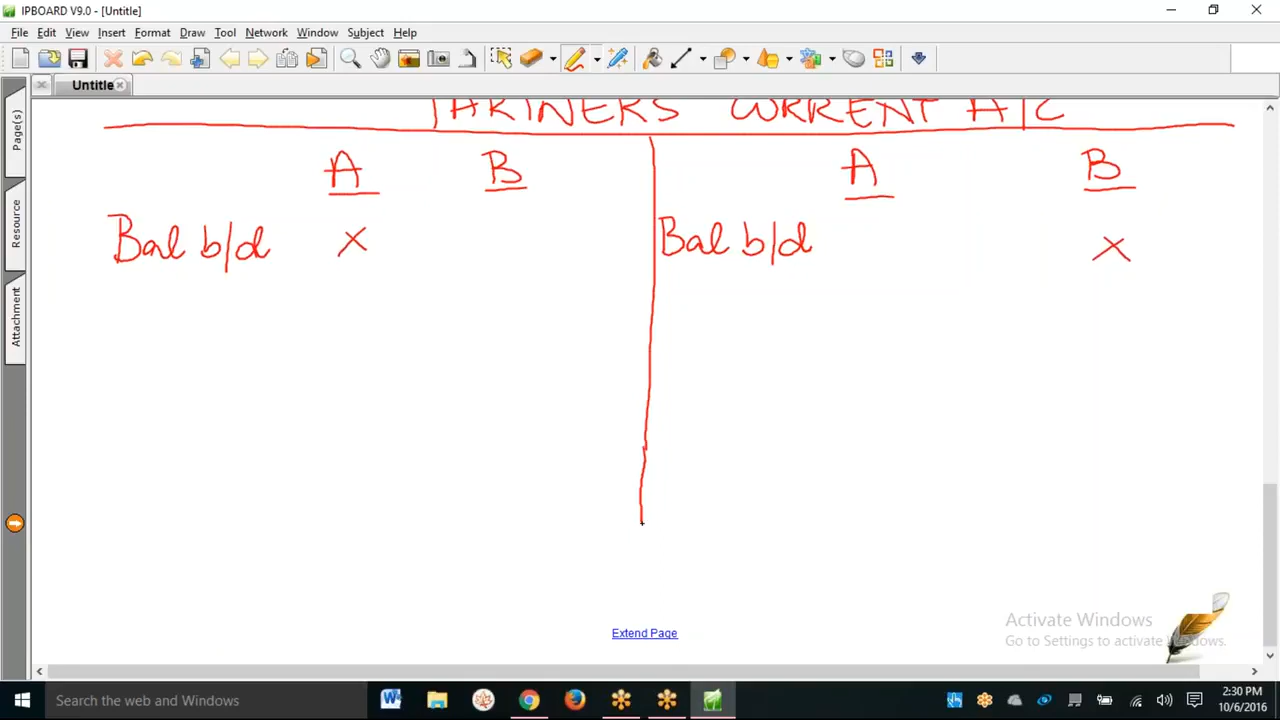 IPBOARD V9.0 - [Untitle]
File Edit View Insert Format Draw Tool Network Window Subject Help
Untitle
Page(s)
Resource
Attachment
PARTNERS CURRENT A/C
A B A B
Bal b/d x Bal b/d x
Extend Page
Activate Windows
Go to Settings to activate Windows.
Search the web and Windows
2:30 PM
10/6/2016